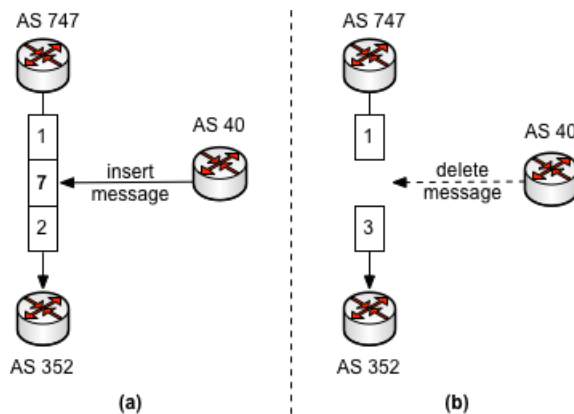 AS 747
1
7
2
AS 40
insert
message
AS 352
(a)
AS 747
1
3
AS 40
delete
message
AS 352
(b)